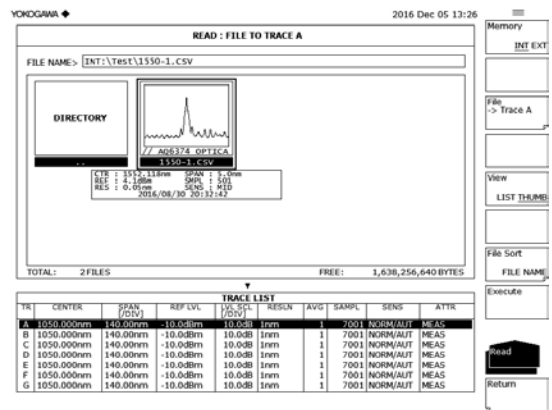 YOKOGAWA
2016 Dec 05 13:26
READ : FILE TO TRACE A
FILE NAME> INT:\Test\1550-1.CSV
DIRECTORY
..
// AQ6374 OPTICA
1550-1.CSV
CTR : 1552.118nm SPAN : 5.0nm
REF : 4.1dBm SMPL : 501
RES : 0.05nm SENS : MID
2016/08/30 20:32:42
TOTAL: 2FILES FREE: 1,638,256,640 BYTES
TRACE LIST
TR CENTER SPAN [/DIV] REF LVL LVL SCL [/DIV] RESLN AVG SAMPL SENS ATTR
A 1050.000nm 140.00nm -10.0dBm 10.0dB 1nm 1 7001 NORM/AUT MEAS
B 1050.000nm 140.00nm -10.0dBm 10.0dB 1nm 1 7001 NORM/AUT MEAS
C 1050.000nm 140.00nm -10.0dBm 10.0dB 1nm 1 7001 NORM/AUT MEAS
D 1050.000nm 140.00nm -10.0dBm 10.0dB 1nm 1 7001 NORM/AUT MEAS
E 1050.000nm 140.00nm -10.0dBm 10.0dB 1nm 1 7001 NORM/AUT MEAS
F 1050.000nm 140.00nm -10.0dBm 10.0dB 1nm 1 7001 NORM/AUT MEAS
G 1050.000nm 140.00nm -10.0dBm 10.0dB 1nm 1 7001 NORM/AUT MEAS
Memory
INT EXT
File
-> Trace A
View
LIST THUMB
File Sort
FILE NAME
Execute
Read
Return